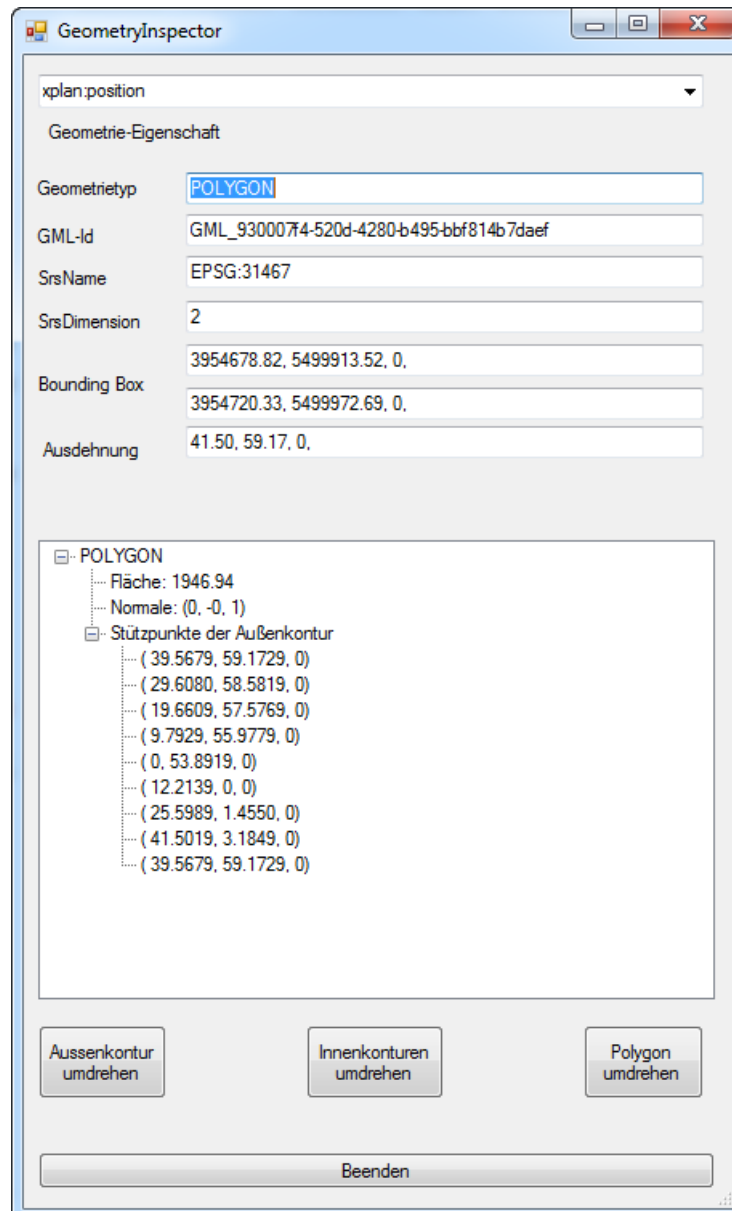 GeometryInspector
xplan:position
Geometrie-Eigenschaft
Geometrietyp POLYGON
GML-Id GML_930007f4-520d-4280-b495-bbf814b7daef
SrsName EPSG:31467
SrsDimension 2
Bounding Box 3954678.82, 5499913.52, 0,
3954720.33, 5499972.69, 0,
Ausdehnung 41.50, 59.17, 0,
POLYGON
Fläche: 1946.94
Normale: (0, -0, 1)
Stützpunkte der Außenkontur
( 39.5679, 59.1729, 0)
( 29.6080, 58.5819, 0)
( 19.6609, 57.5769, 0)
( 9.7929, 55.9779, 0)
( 0, 53.8919, 0)
( 12.2139, 0, 0)
( 25.5989, 1.4550, 0)
( 41.5019, 3.1849, 0)
( 39.5679, 59.1729, 0)
Aussenkontur umdrehen
Innenkonturen umdrehen
Polygon umdrehen
Beenden